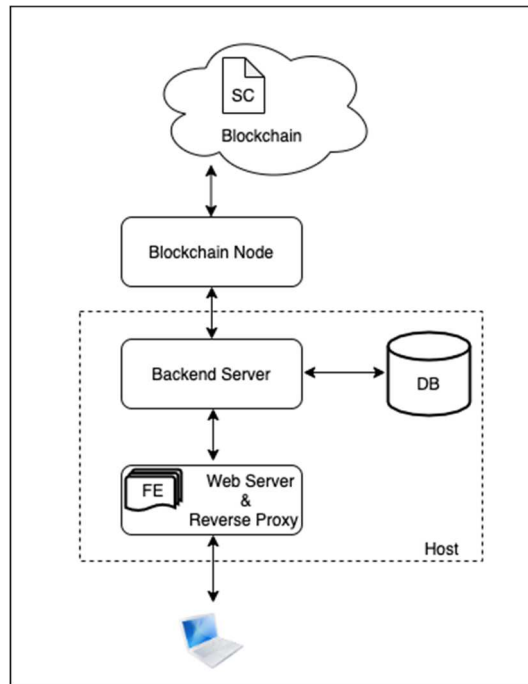 SC
Blockchain
Blockchain Node
Backend Server
DB
FE
Web Server
&
Reverse Proxy
Host